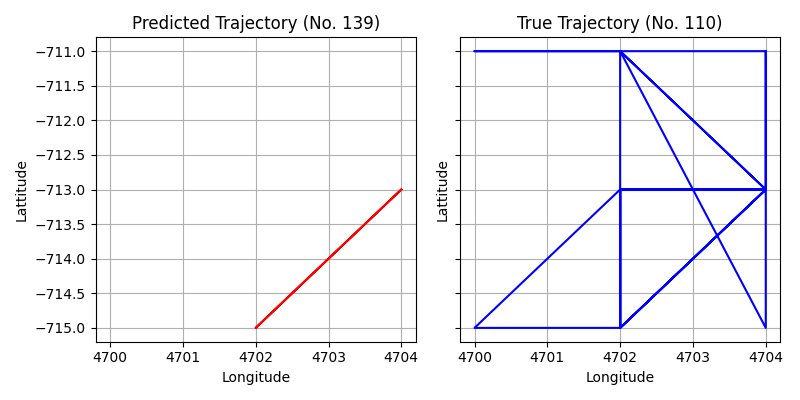 Predicted Trajectory (No. 139)
True Trajectory (No. 110)
−711.0
−711.5
−712.0
−712.5
−713.0
−713.5
−714.0
−714.5
−715.0
Lattitude
Lattitude
4700 4701 4702 4703 4704
4700 4701 4702 4703 4704
Longitude
Longitude